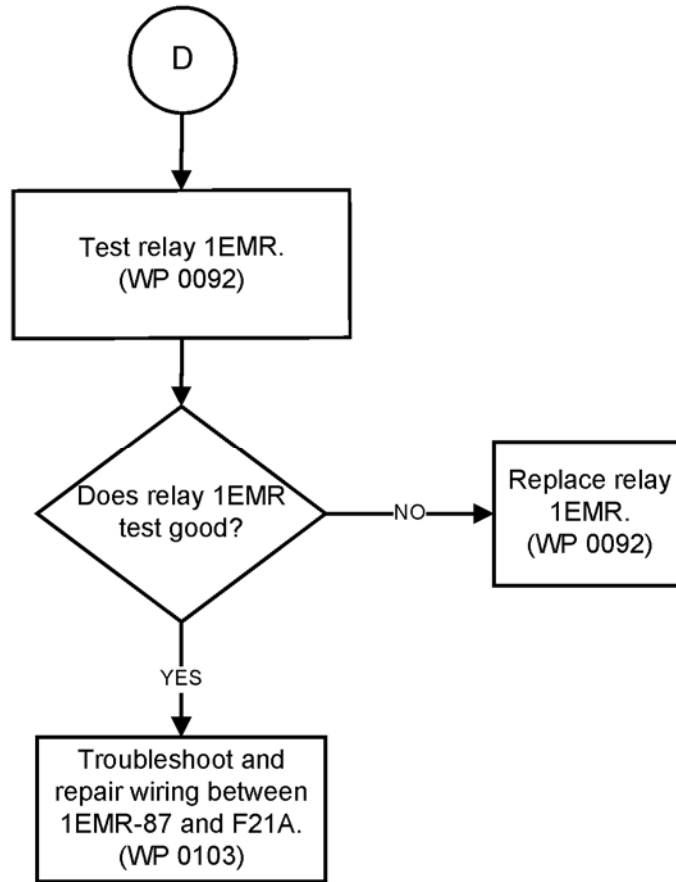 D
Test relay 1EMR.
(WP 0092)
Does relay 1EMR
test good?
NO
Replace relay
1EMR.
(WP 0092)
YES
Troubleshoot and
repair wiring between
1EMR-87 and F21A.
(WP 0103)